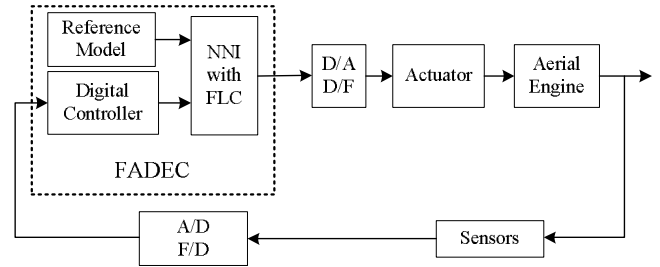 Reference
Model
NNI
with
FLC
Digital
Controller
FADEC
D/A
D/F
Actuator
Aerial
Engine
A/D
F/D
Sensors